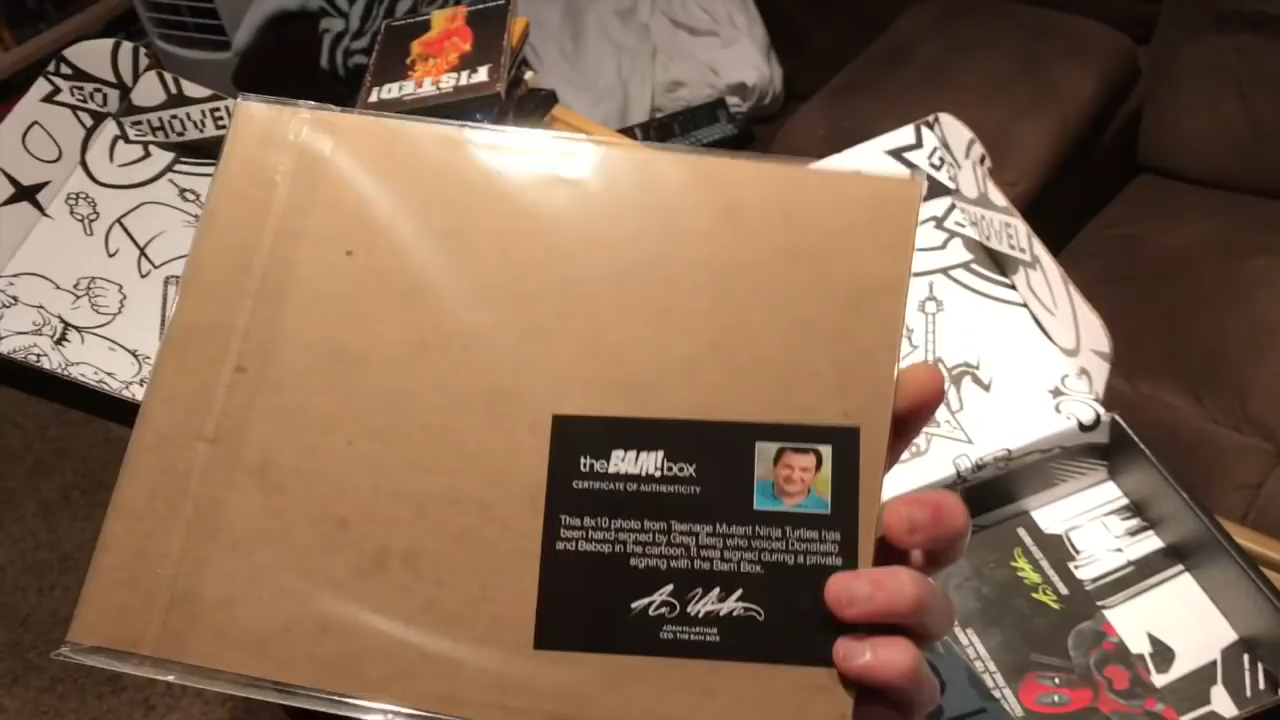 GO
SHOVEL
FISTED!
GO
SHOVEL
the BAM! box
CERTIFICATE OF AUTHENTICITY
This 8x10 photo from Teenage Mutant Ninja Turtles has
been hand-signed by Greg Berg who voiced Donatello
and Bebop in the cartoon. It was signed during a private
signing with the Bam Box.
ADAM McARTHUR
CEO, THE BAM BOX